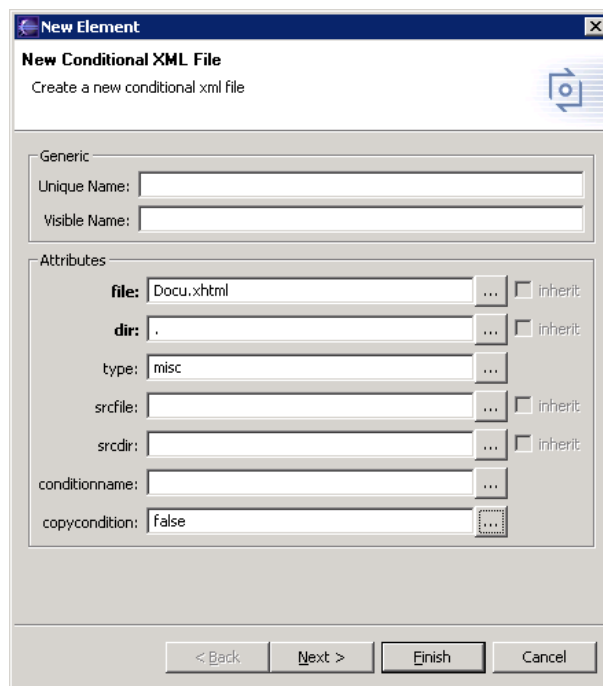 New Element
New Conditional XML File
Create a new conditional xml file
Generic
Unique Name:
Visible Name:
Attributes
file: Docu.xhtml ... inherit
dir: . ... inherit
type: misc ...
srcfile: ... inherit
srcdir: ... inherit
conditionname: ...
copycondition: false ...
< Back Next > Finish Cancel